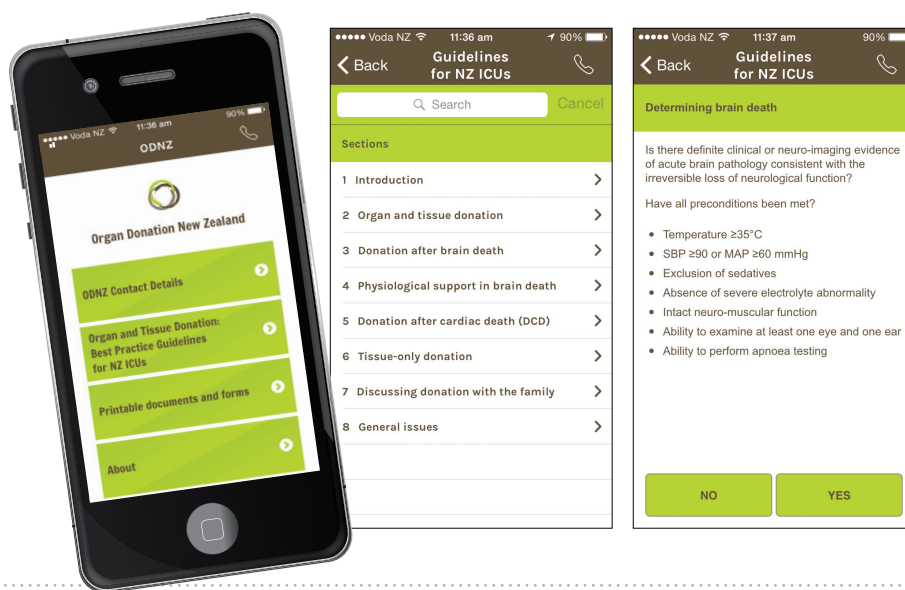 Voda NZ 11:36 am 90%
ODNZ
Organ Donation New Zealand
ODNZ Contact Details
Organ and Tissue Donation:
Best Practice Guidelines
for NZ ICUs
Printable documents and forms
About
Voda NZ 11:36 am 90%
Back
Guidelines
for NZ ICUs
Search
Cancel
Sections
1 Introduction
2 Organ and tissue donation
3 Donation after brain death
4 Physiological support in brain death
5 Donation after cardiac death (DCD)
6 Tissue-only donation
7 Discussing donation with the family
8 General issues
Voda NZ 11:37 am 90%
Back
Guidelines
for NZ ICUs
Determining brain death
Is there definite clinical or neuro-imaging evidence
of acute brain pathology consistent with the
irreversible loss of neurological function?
Have all preconditions been met?
• Temperature ≥35°C
• SBP ≥90 or MAP ≥60 mmHg
• Exclusion of sedatives
• Absence of severe electrolyte abnormality
• Intact neuro-muscular function
• Ability to examine at least one eye and one ear
• Ability to perform apnoea testing
NO
YES